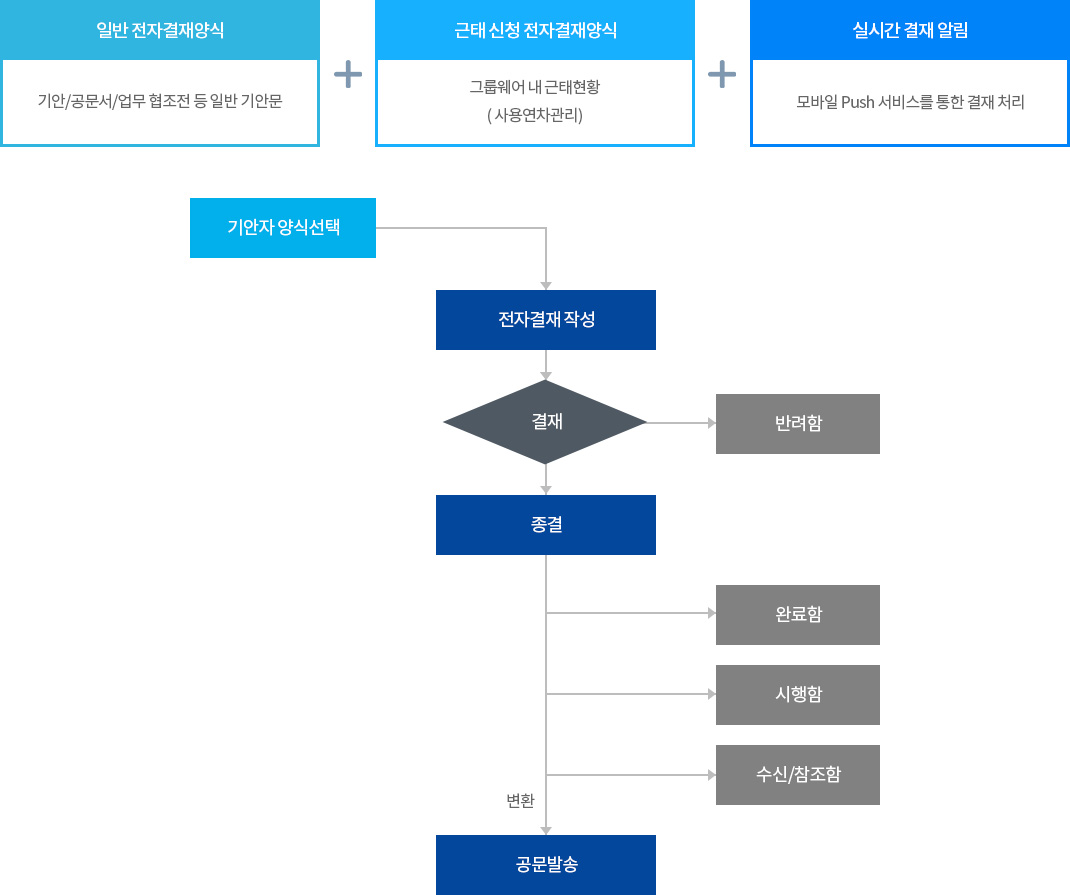 일반 전자결재양식
기안/공문서/업무 협조전 등 일반 기안문
근태 신청 전자결재양식
그룹웨어 내 근태현황
( 사용연차관리)
실시간 결재 알림
모바일 Push 서비스를 통한 결재 처리
기안자 양식선택
전자결재 작성
결재
반려함
종결
완료함
시행함
수신/참조함
변환
공문발송